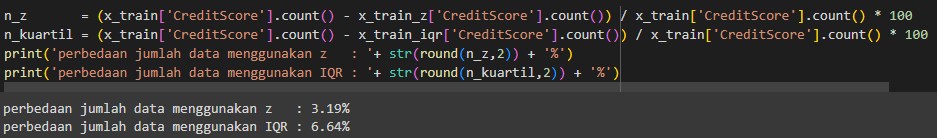 n_z      = (x_train['CreditScore'].count() - x_train_z['CreditScore'].count()) / x_train['CreditScore'].count() * 100
n_kuartil = (x_train['CreditScore'].count() - x_train_iqr['CreditScore'].count()) / x_train['CreditScore'].count() * 100
print('perbedaan jumlah data menggunakan z   : '+ str(round(n_z,2)) + '%')
print('perbedaan jumlah data menggunakan IQR : '+ str(round(n_kuartil,2)) + '%')
perbedaan jumlah data menggunakan z   : 3.19%
perbedaan jumlah data menggunakan IQR : 6.64%